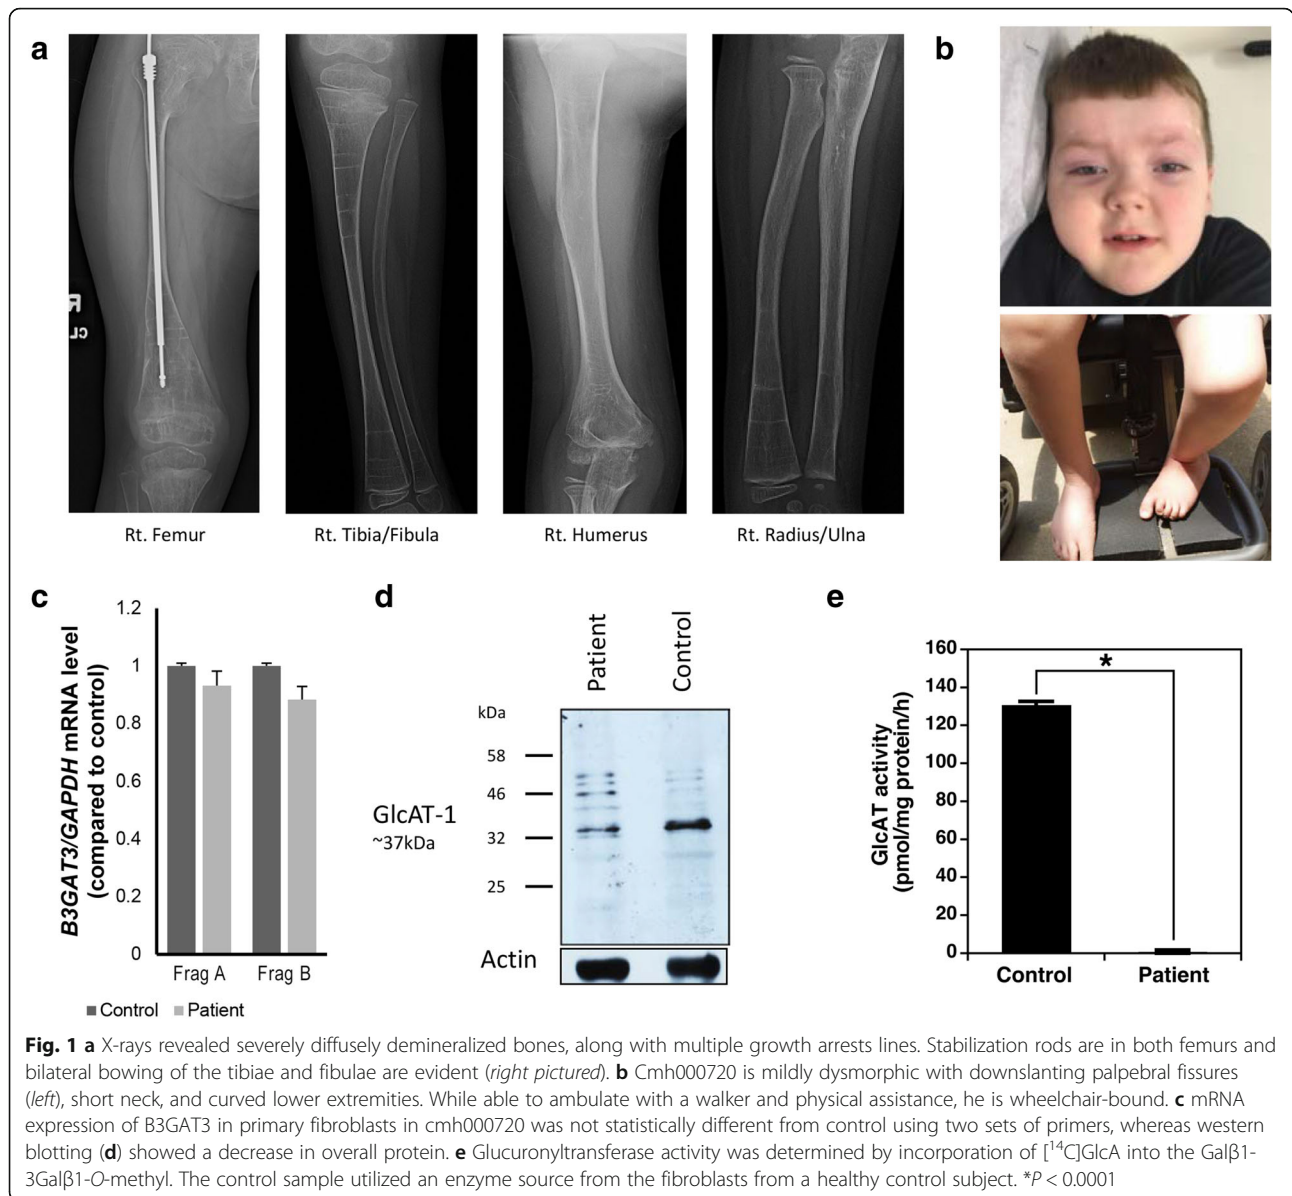 a
b
R
CL
Rt. Femur
Rt. Tibia/Fibula
Rt. Humerus
Rt. Radius/Ulna
c
B3GAT3/GAPDH mRNA level
(compared to control)
1.2
1
0.8
0.6
0.4
0.2
0
Frag A
Frag B
Control
Patient
d
Patient
Control
kDa
58
46
GlcAT-1
~37kDa
32
25
Actin
e
GlcAT activity
(pmol/mg protein/h)
160
140
120
100
80
60
40
20
0
*
Control
Patient
Fig. 1 a X-rays revealed severely diffusely demineralized bones, along with multiple growth arrests lines. Stabilization rods are in both femurs and
bilateral bowing of the tibiae and fibulae are evident (right pictured). b Cmh000720 is mildly dysmorphic with downslanting palpebral fissures
(left), short neck, and curved lower extremities. While able to ambulate with a walker and physical assistance, he is wheelchair-bound. c mRNA
expression of B3GAT3 in primary fibroblasts in cmh000720 was not statistically different from control using two sets of primers, whereas western
blotting (d) showed a decrease in overall protein. e Glucuronyltransferase activity was determined by incorporation of [¹⁴C]GlcA into the Galβ1-
3Galβ1-O-methyl. The control sample utilized an enzyme source from the fibroblasts from a healthy control subject. *P < 0.0001